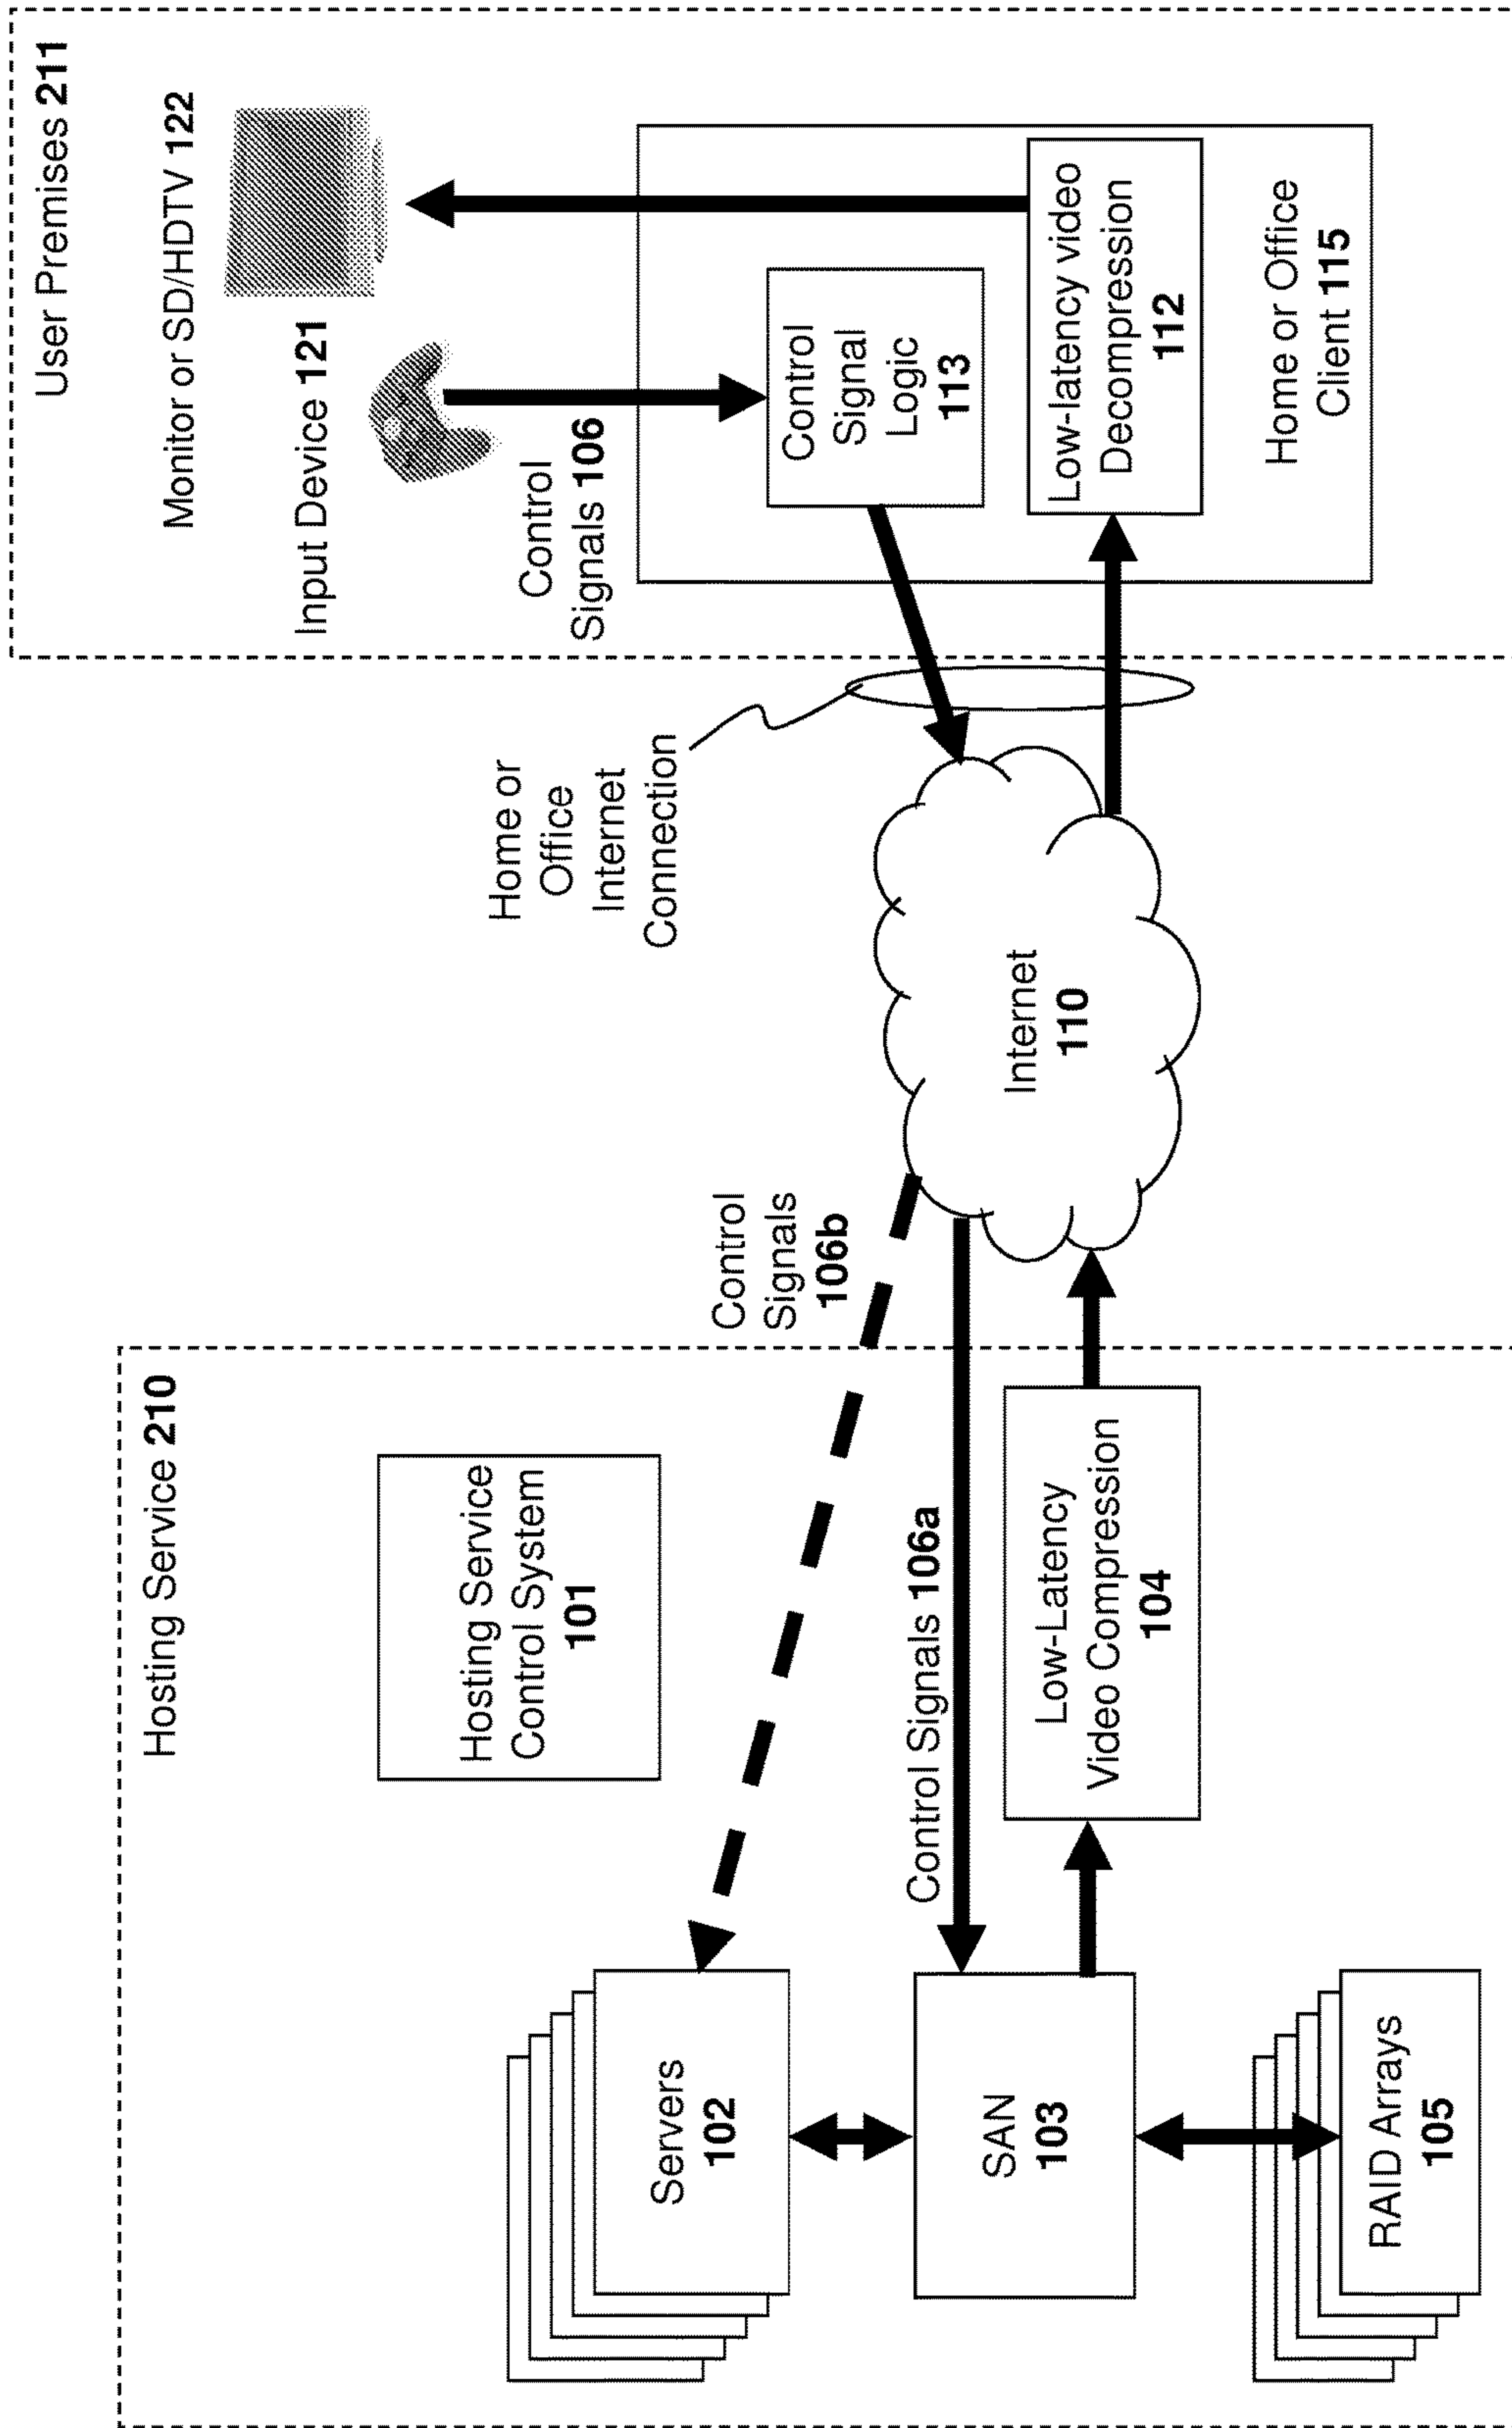 Hosting Service 210
Hosting Service
Control System
101
Servers
102
SAN
103
RAID Arrays
105
Control Signals 106a
Low-Latency
Video Compression
104
Control
Signals
106b
Internet
110
Home or
Office
Internet
Connection
User Premises 211
Monitor or SD/HDTV 122
Input Device 121
Control
Signals 106
Control
Signal
Logic
113
Low-latency video
Decompression
112
Home or Office
Client 115